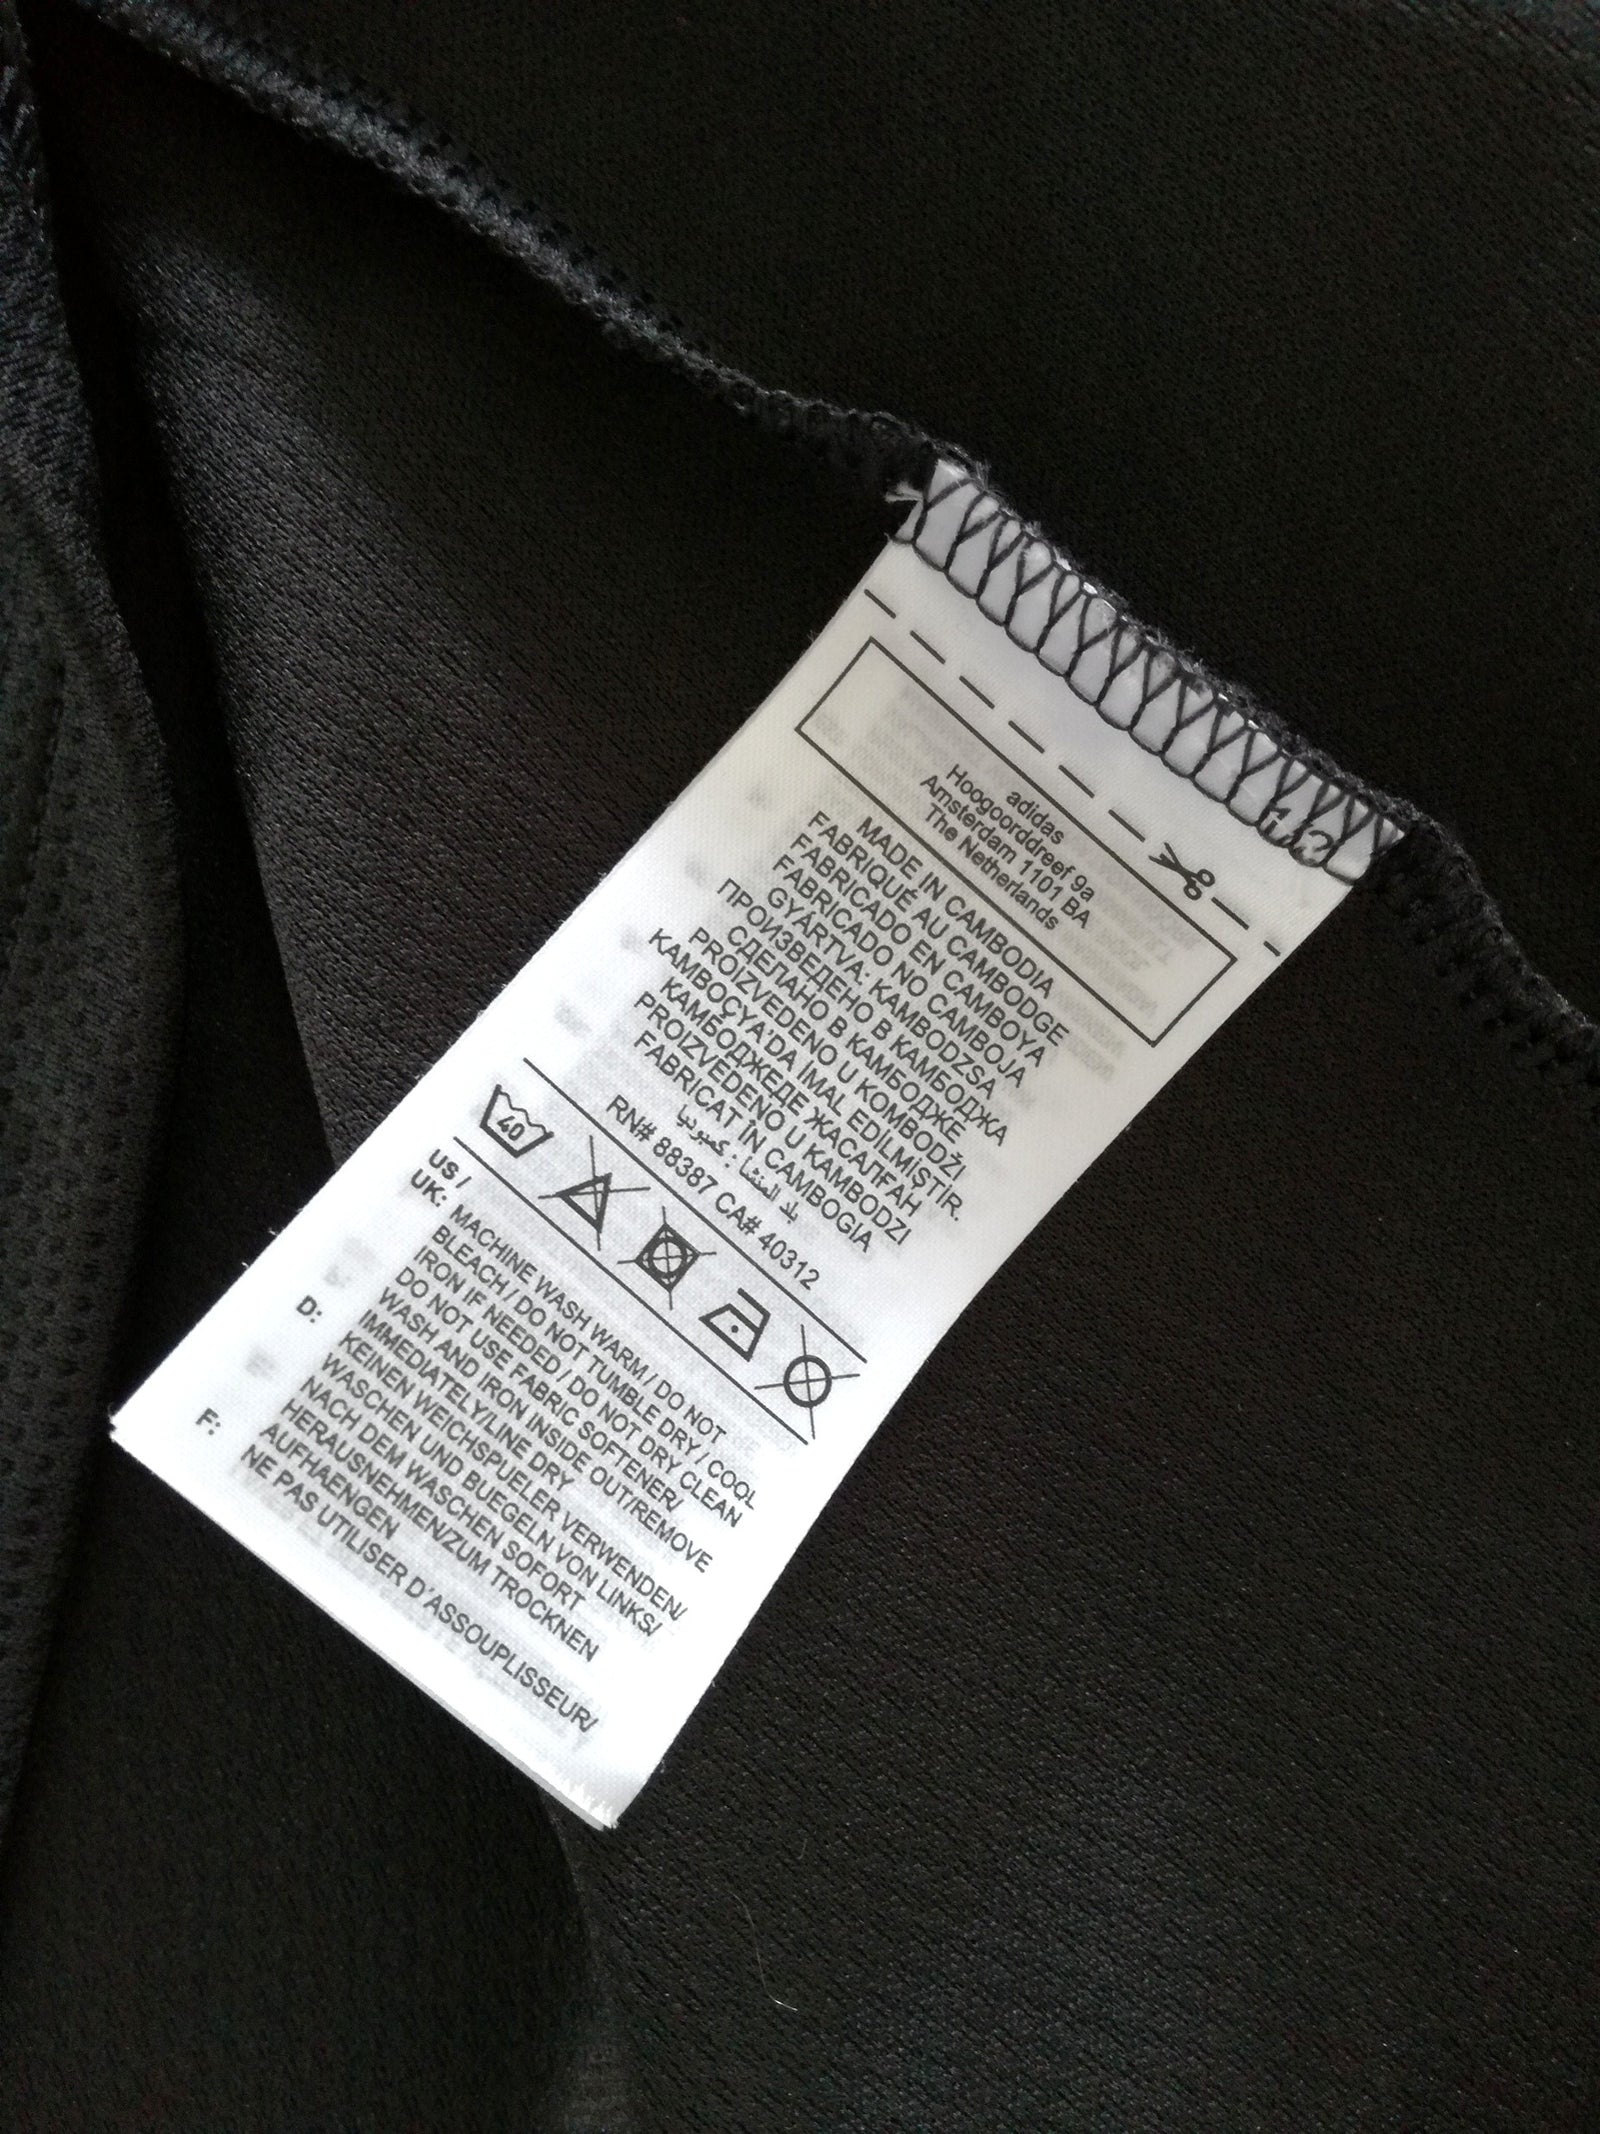 13
adidas
Hoogoorddreef 9a
Amsterdam 1101 BA
The Netherlands
MADE IN CAMBODIA
FABRIQUÉ AU CAMBODGE
FABRICADO EN CAMBOYA
FABRICADO NO CAMBOJA
GYÁRTVA: KAMBODZSA
ПРОИЗВЕДЕНО В КАМБОДЖА
СДЕЛАНО В КАМБОДЖЕ
PROIZVEDENO U KOMBODŽI
KAMBOÇYA'DA IMAL EDİLMİŞTİR.
КАМБОДЖЕДЕ ЖАСАЛҒАН
PROIZVEDENO U KAMBODZI
FABRICAT ÎN CAMBOGIA
بلد المنشأ : كمبوديا
RN# 88387 CA# 40312
40
US /
UK: MACHINE WASH WARM / DO NOT
BLEACH / DO NOT TUMBLE DRY / COOL
IRON IF NEEDED / DO NOT DRY CLEAN
DO NOT USE FABRIC SOFTENER/
WASH AND IRON INSIDE OUT/REMOVE
IMMEDIATELY/LINE DRY
D: KEINEN WEICHSPUELER VERWENDEN/
WASCHEN UND BUEGELN VON LINKS/
NACH DEM WASCHEN SOFORT
HERAUSNEHMEN/ZUM TROCKNEN
AUFHAENGEN
F: NE PAS UTILISER D'ASSOUPLISSEUR/